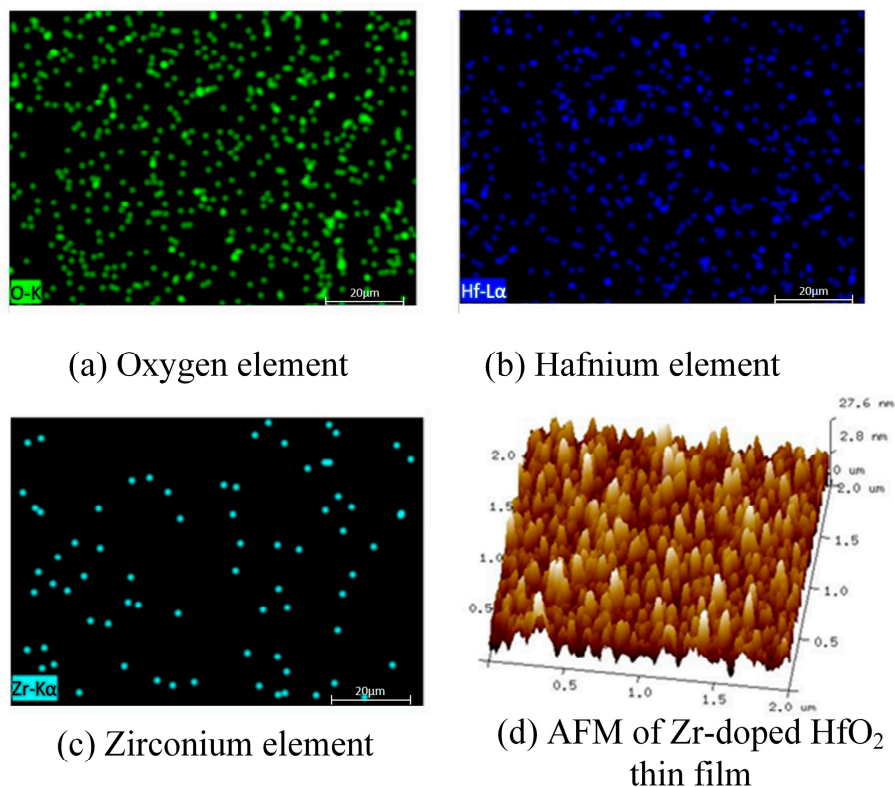 O-K
20μm
Hf-Lα
20μm
(a) Oxygen element
(b) Hafnium element
Zr-Kα
20μm
27.6 nm
2.8 nm
0 um
2.0 um
2.0
1.5
1.0
0.5
1.5
1.0
0.5
0.5
1.0
1.5
2.0 um
(c) Zirconium element
(d) AFM of Zr-doped HfO₂
thin film